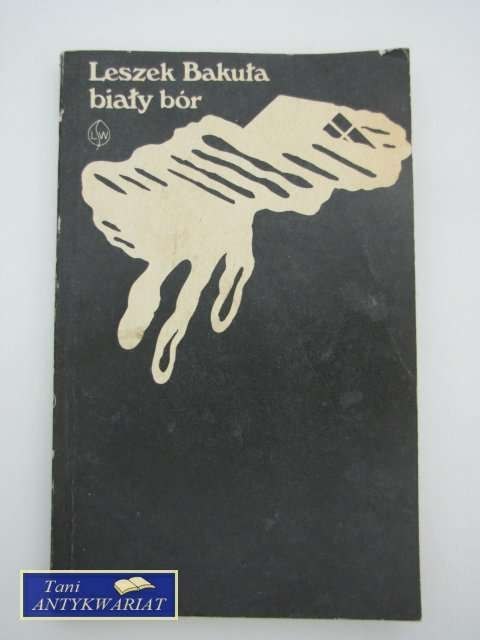 Leszek Bakuła
biały bór
LSW
Tani
ANTYKWARIAT